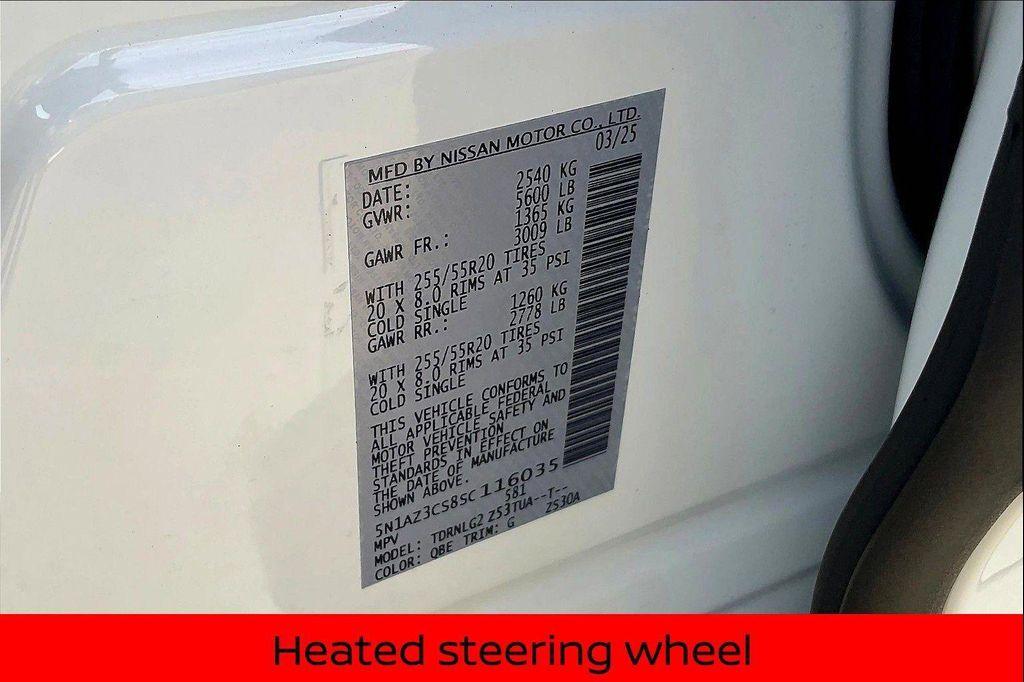 MFD BY NISSAN MOTOR CO., LTD.
DATE: 03/25
GVWR: 2540 KG
5600 LB
GAWR FR.: 1365 KG
3009 LB
WITH 255/55R20 TIRES
20 X 8.0 RIMS AT 35 PSI
COLD SINGLE
GAWR RR.: 1260 KG
2778 LB
WITH 255/55R20 TIRES
20 X 8.0 RIMS AT 35 PSI
COLD SINGLE
THIS VEHICLE CONFORMS TO
ALL APPLICABLE FEDERAL
MOTOR VEHICLE SAFETY AND
THEFT PREVENTION
STANDARDS IN EFFECT ON
THE DATE OF MANUFACTURE
SHOWN ABOVE.
5N1AZ3CS8SC116035
MPV 581
MODEL: TDRNLG2 Z53TUA--T--
COLOR: QBE TRIM: G ZS30A
Heated steering wheel